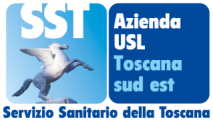 SST
Azienda
USL
Toscana
sud est
Servizio Sanitario della Toscana